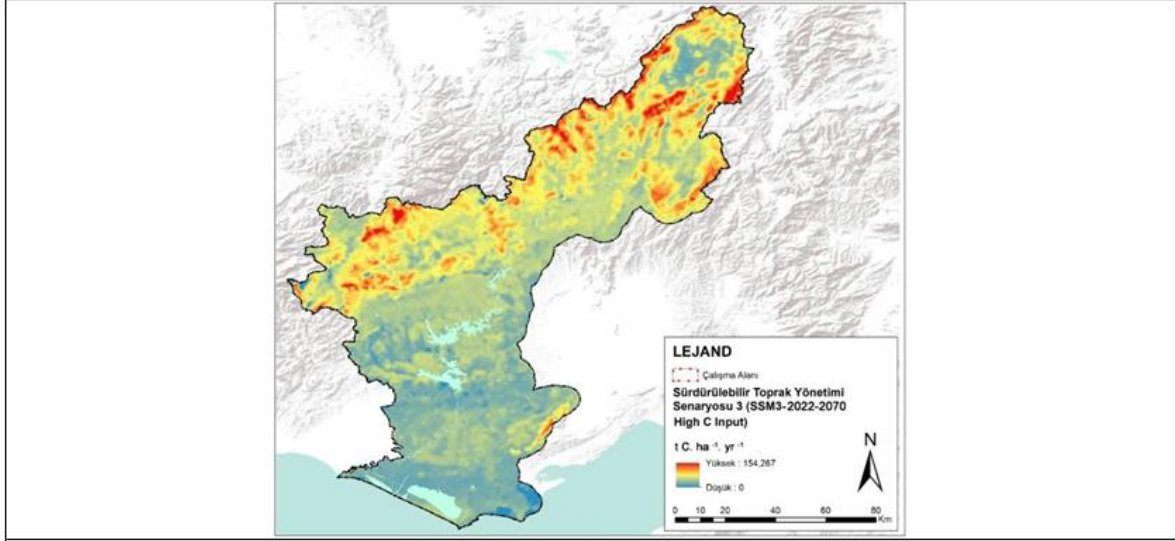 LEJAND
Çalışma Alanı
Sürdürülebilir Toprak Yönetimi
Senaryosu 3 (SSM3-2022-2070
High C Input)
t C. ha⁻¹. yr⁻¹
Yüksek : 154,267
Düşük : 0
N
0 10 20 40 60 80
Km